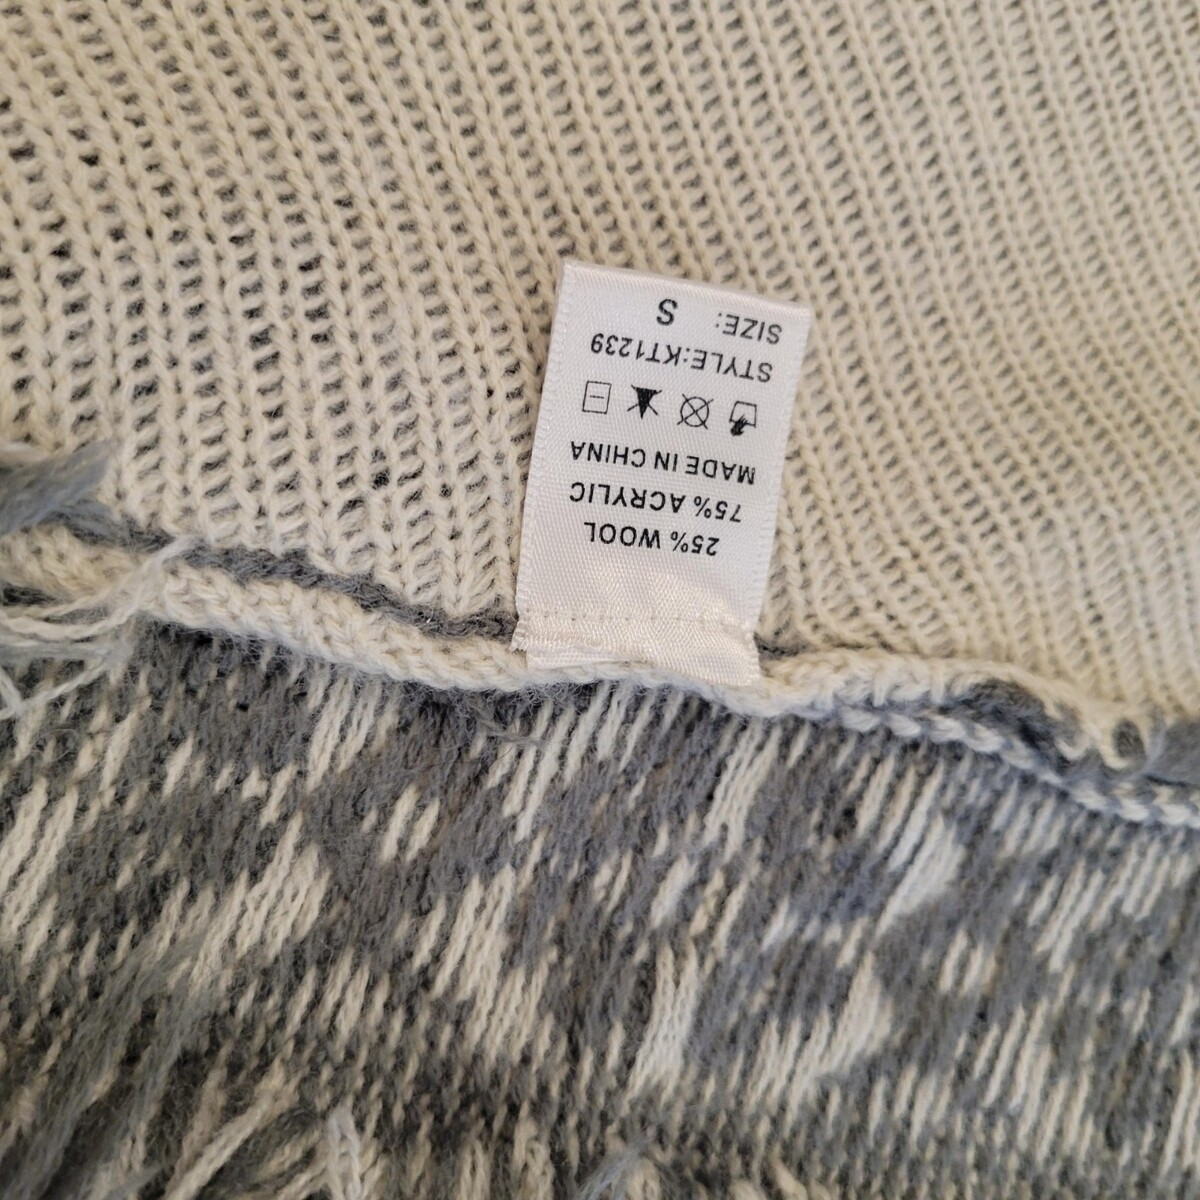 25% WOOL
75% ACRYLIC
MADE IN CHINA
STYLE:KT1239
SIZE: S